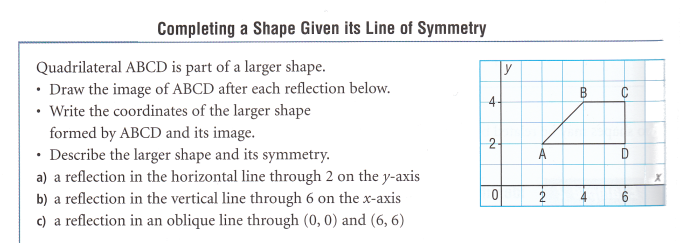 Completing a Shape Given its Line of Symmetry
Quadrilateral ABCD is part of a larger shape.
• Draw the image of ABCD after each reflection below.
• Write the coordinates of the larger shape
formed by ABCD and its image.
• Describe the larger shape and its symmetry.
a) a reflection in the horizontal line through 2 on the y-axis
b) a reflection in the vertical line through 6 on the x-axis
c) a reflection in an oblique line through (0, 0) and (6, 6)
y
B C
4
2
A D
x
0 2 4 6